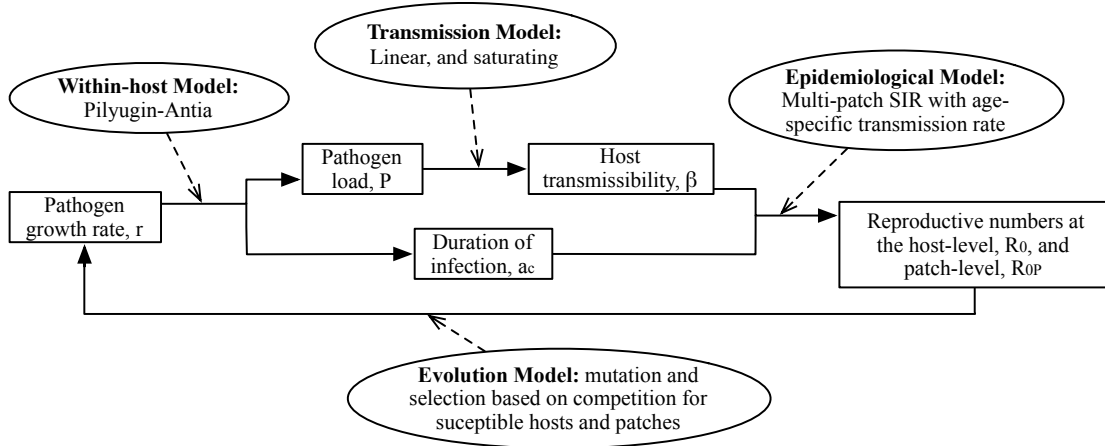 Transmission Model:
Linear, and saturating
Within-host Model:
Pilyugin-Antia
Epidemiological Model:
Multi-patch SIR with age-
specific transmission rate
Pathogen
load, P
Host
transmissibility, β
Pathogen
growth rate, r
Duration of
infection, ac
Reproductive numbers at
the host-level, R0, and
patch-level, R0P
Evolution Model: mutation and
selection based on competition for
suceptible hosts and patches